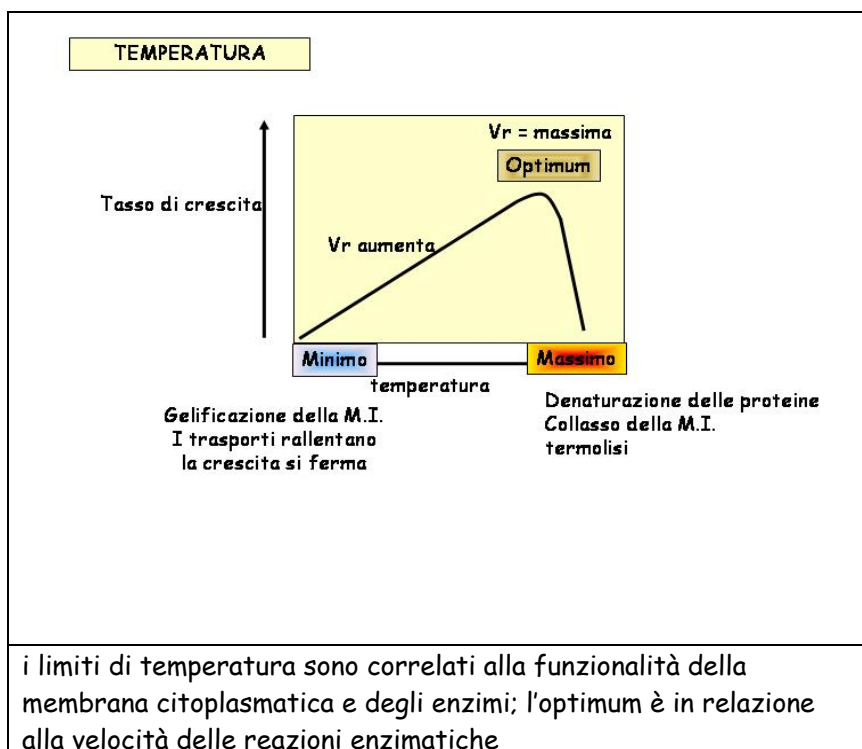 TEMPERATURA
Vr = massima
Optimum
Tasso di crescita
Vr aumenta
Minimo
Massimo
temperatura
Gelificazione della M.I.
I trasporti rallentano
la crescita si ferma
Denaturazione delle proteine
Collasso della M.I.
termolisi
i limiti di temperatura sono correlati alla funzionalità della
membrana citoplasmatica e degli enzimi; l'optimum è in relazione
alla velocità delle reazioni enzimatiche